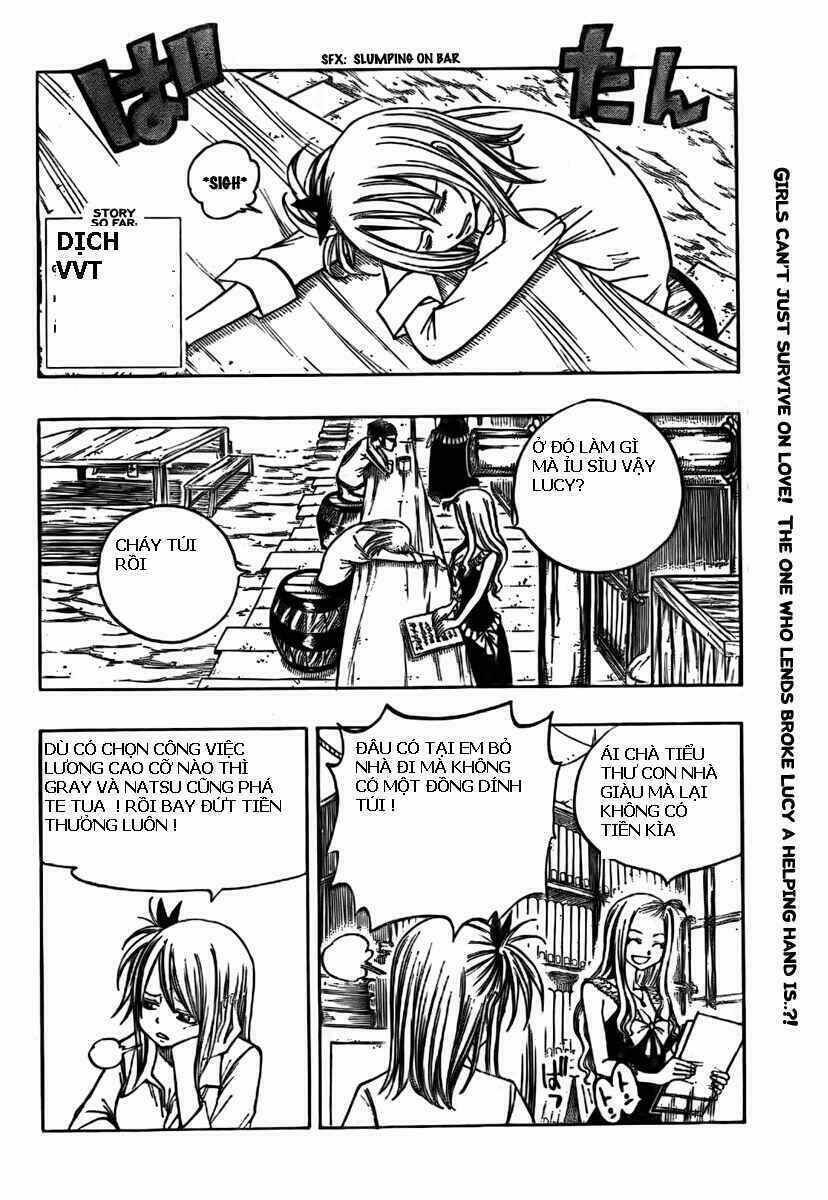 SFX: SLUMPING ON BAR
ばたん
*SIGH*
STORY
SO FAR:
DỊCH
VVT
GIRLS CAN'T JUST SURVIVE ON LOVE! THE ONE WHO LENDS BROKE LUCY A HELPING HAND IS..?!
Ở ĐÓ LÀM GÌ
MÀ ỈU SÌU VẬY
LUCY?
CHÁY TÚI
RỒI
ÁI CHÀ TIỂU
THƯ CON NHÀ
GIÀU MÀ LẠI
KHÔNG CÓ
TIỀN KÌA
ĐÂU CÓ TẠI EM BỎ
NHÀ ĐI MÀ KHÔNG
CÓ MỘT ĐỒNG DÍNH
TÚI !
DÙ CÓ CHỌN CÔNG VIỆC
LƯƠNG CAO CỠ NÀO THÌ
GRAY VÀ NATSU CŨNG PHÁ
TE TUA ! RỒI BAY ĐỨT TIỀN
THƯỞNG LUÔN !